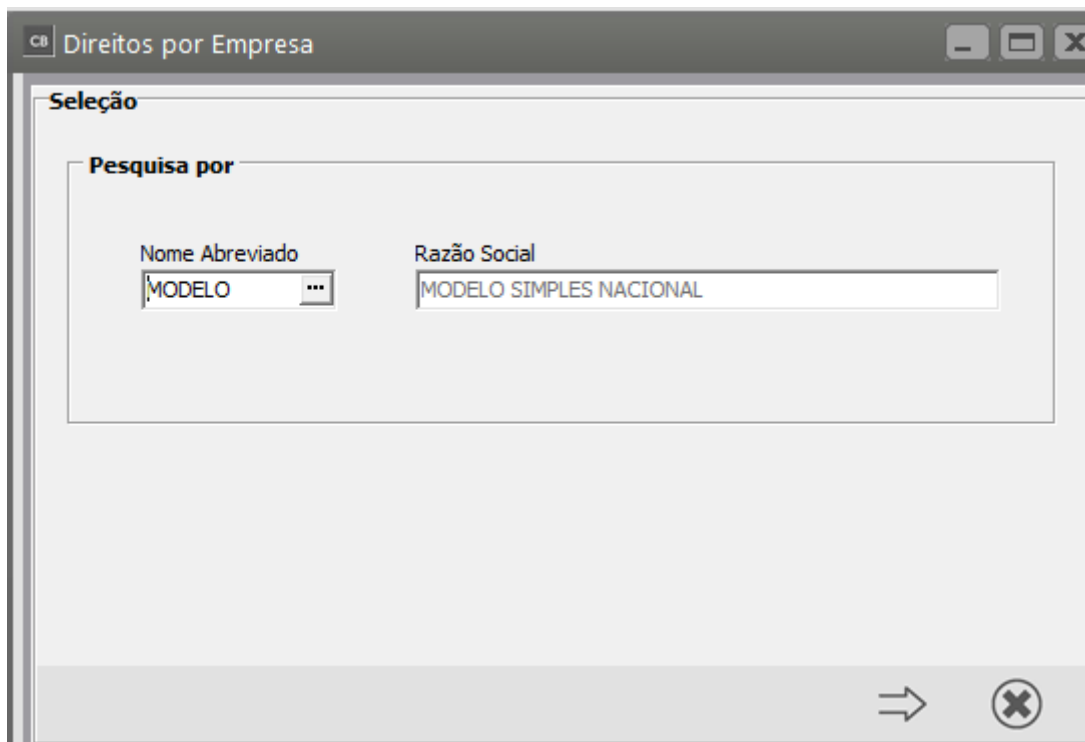 CB Direitos por Empresa
Seleção
Pesquisa por
Nome Abreviado Razão Social
MODELO ... MODELO SIMPLES NACIONAL